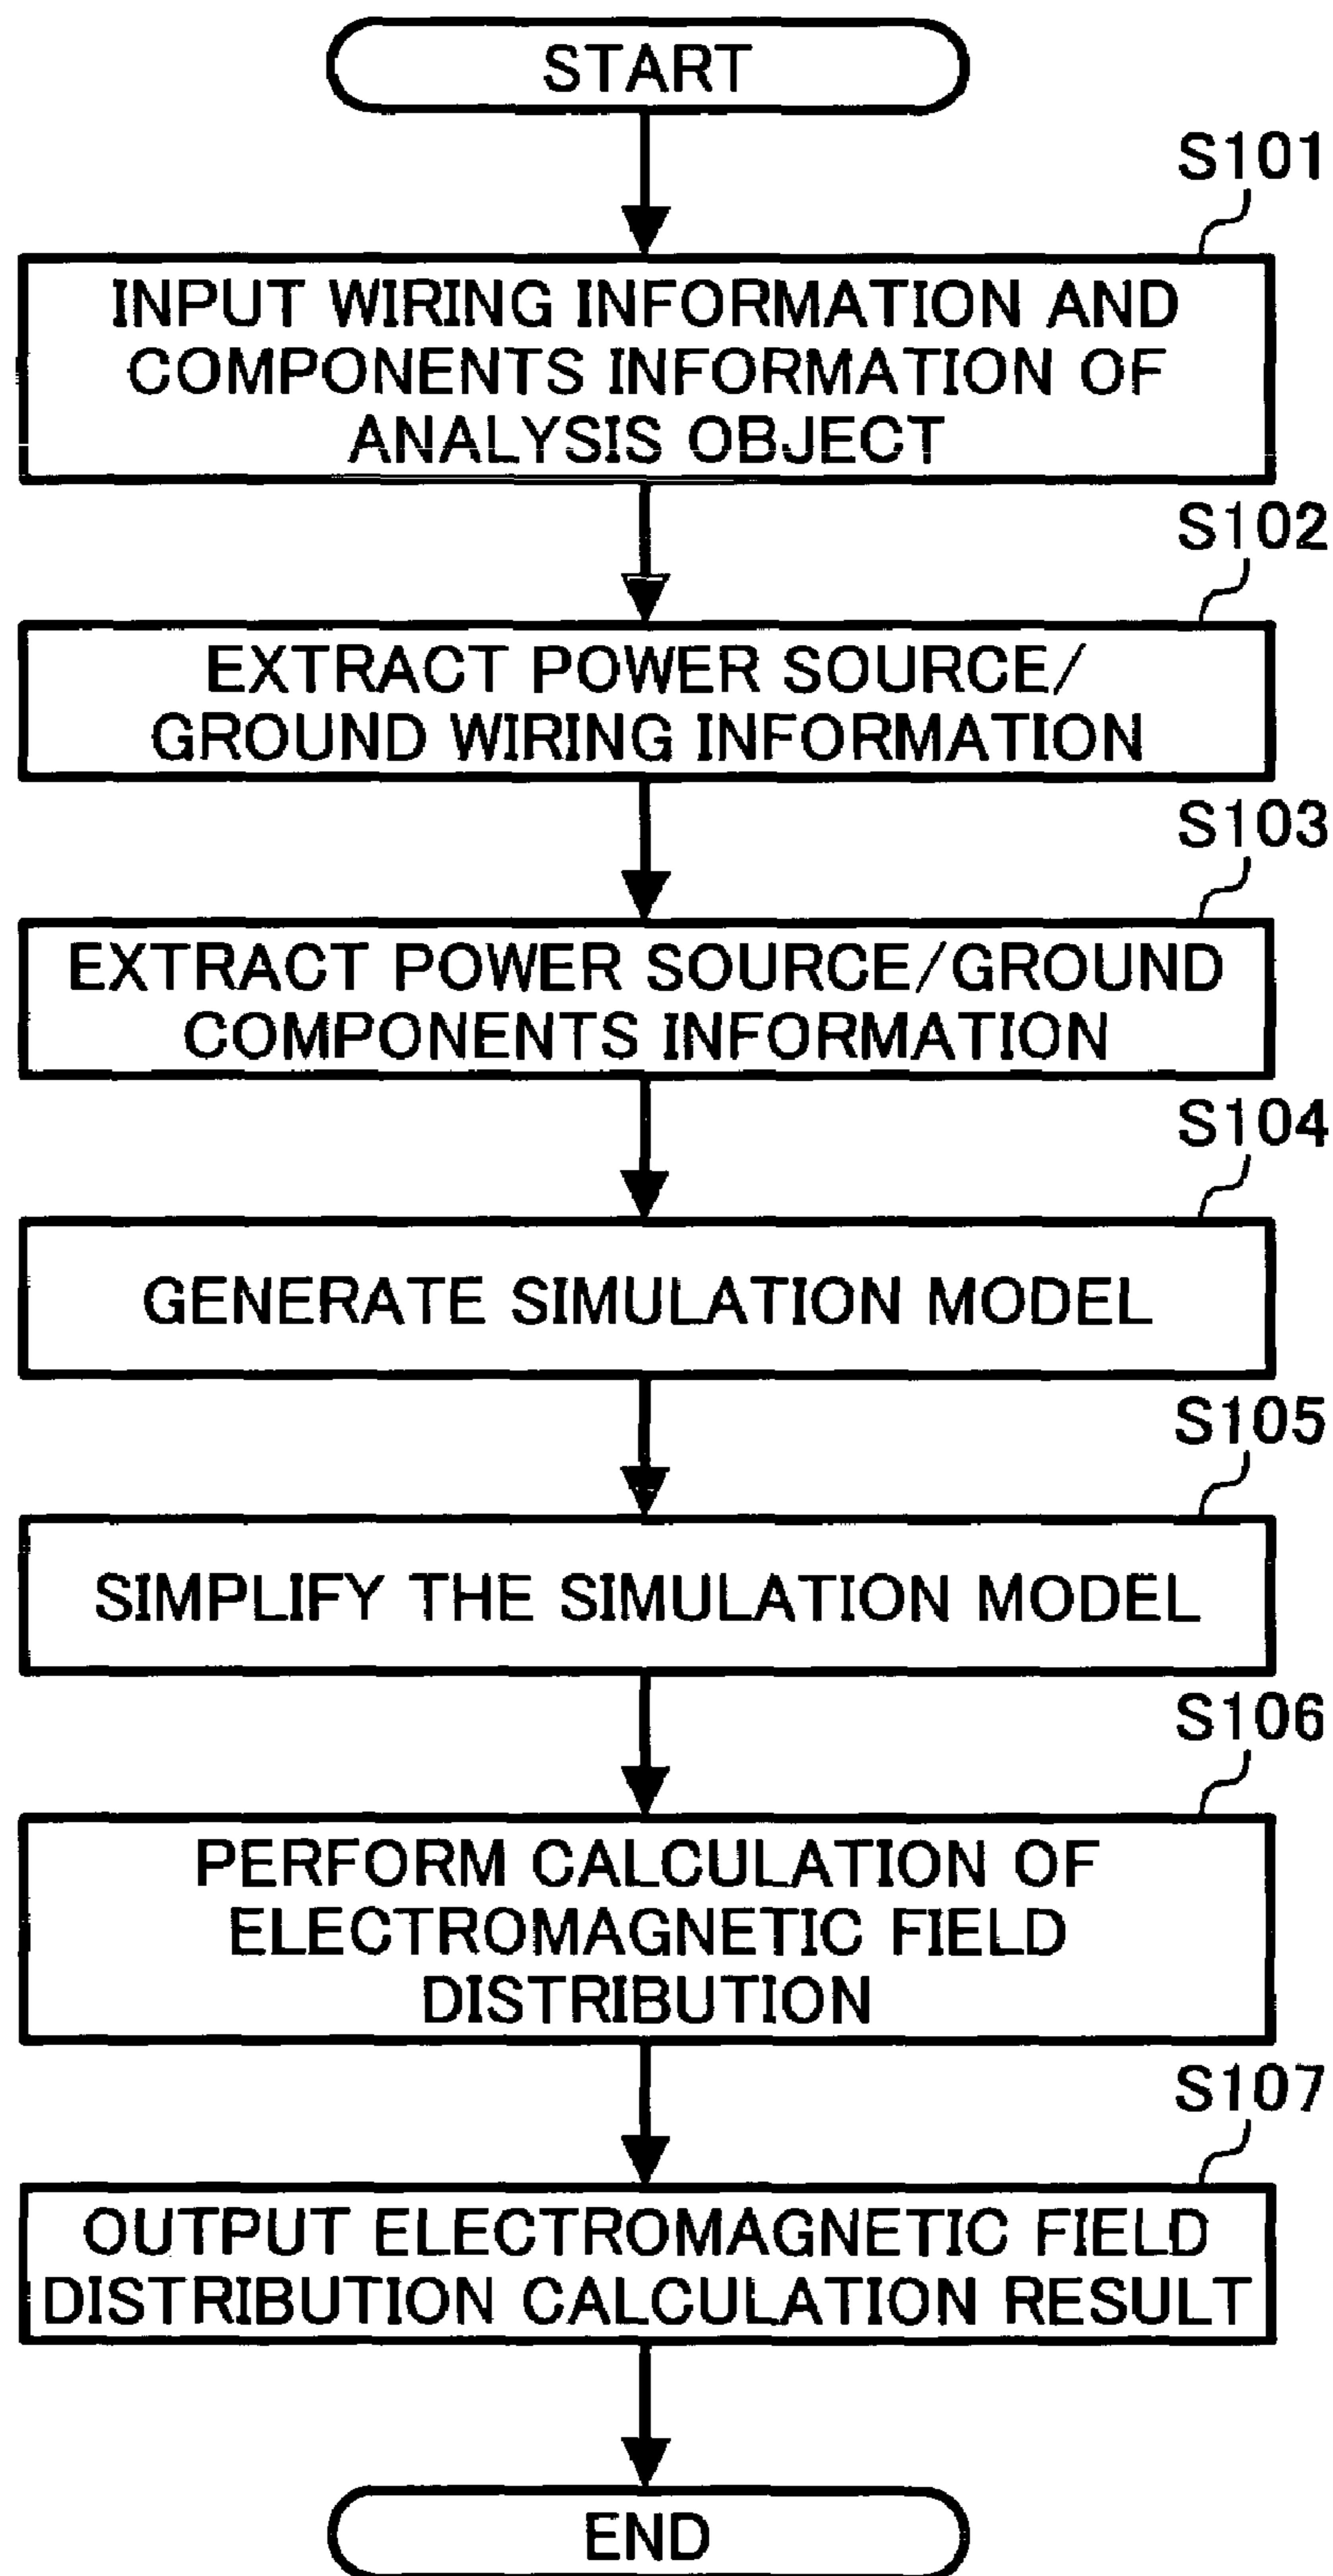 START
S101
INPUT WIRING INFORMATION AND
COMPONENTS INFORMATION OF
ANALYSIS OBJECT
S102
EXTRACT POWER SOURCE/
GROUND WIRING INFORMATION
S103
EXTRACT POWER SOURCE/GROUND
COMPONENTS INFORMATION
S104
GENERATE SIMULATION MODEL
S105
SIMPLIFY THE SIMULATION MODEL
S106
PERFORM CALCULATION OF
ELECTROMAGNETIC FIELD
DISTRIBUTION
S107
OUTPUT ELECTROMAGNETIC FIELD
DISTRIBUTION CALCULATION RESULT
END